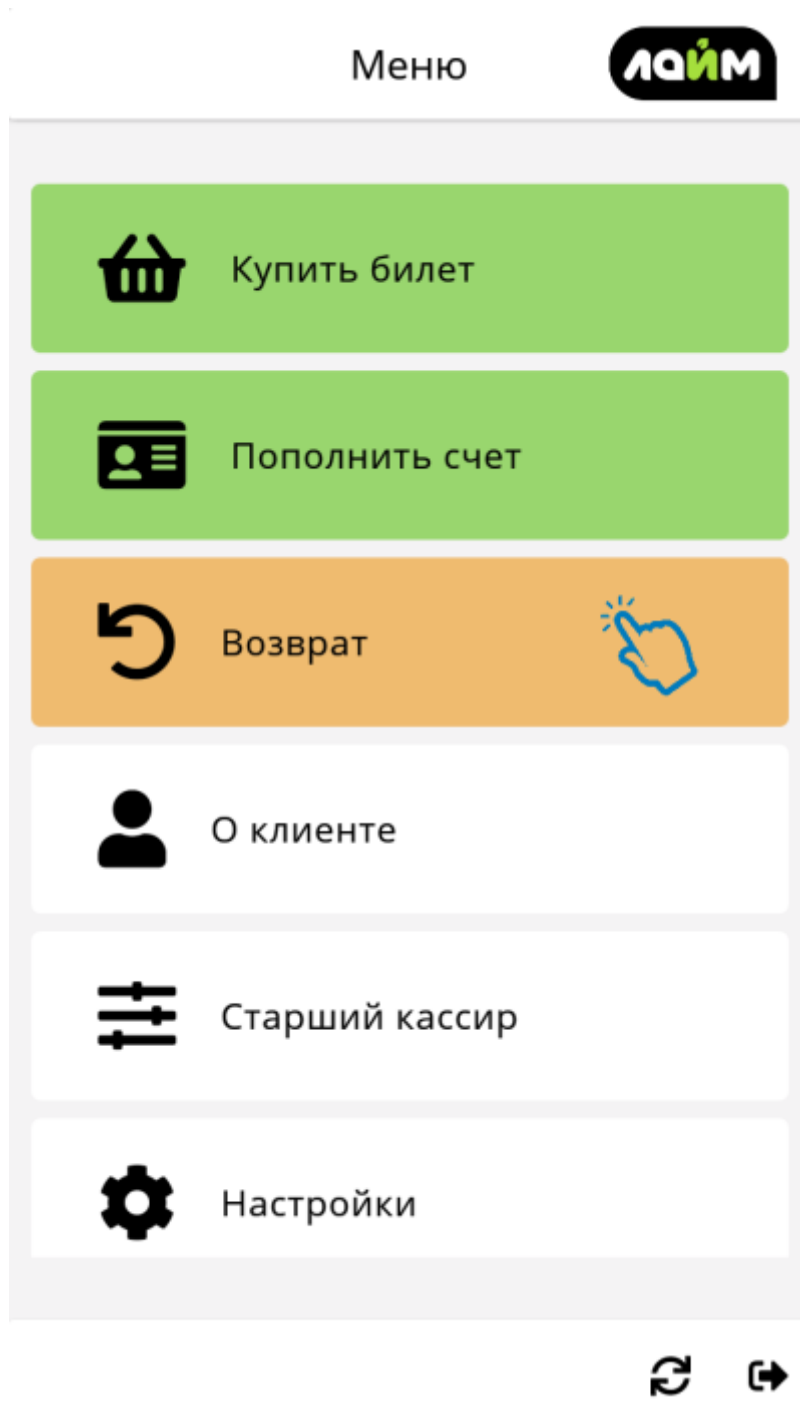 Меню
лайм
Купить билет
Пополнить счет
Возврат
О клиенте
Старший кассир
Настройки